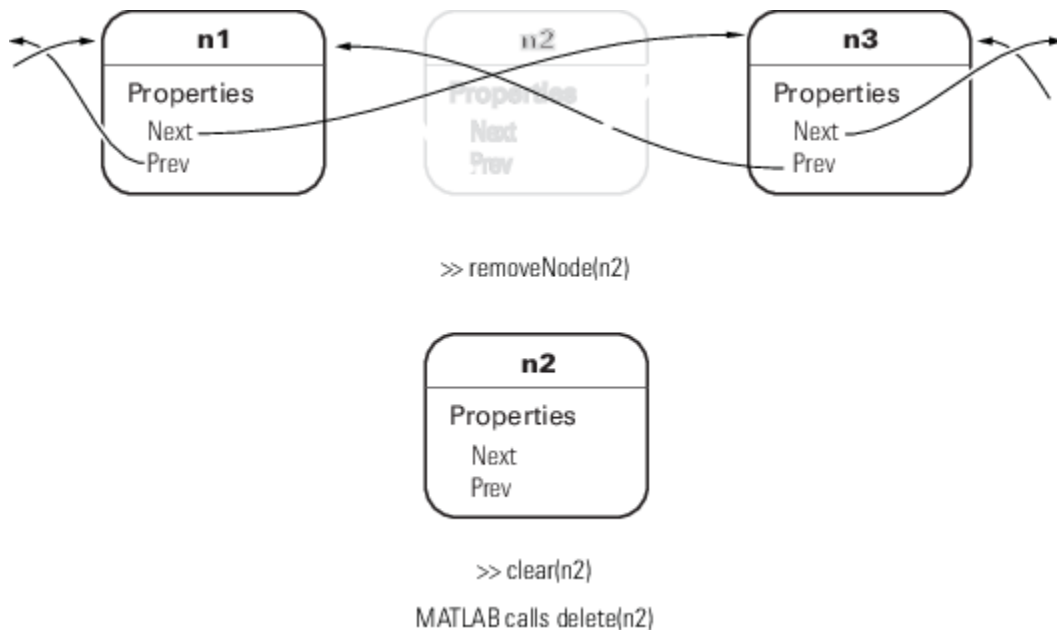 n1 n2 n3
Properties Properties Properties
Next Next Next
Prev Prev Prev
>> removeNode(n2)
n2
Properties
Next
Prev
>> clear(n2)
MATLAB calls delete(n2)